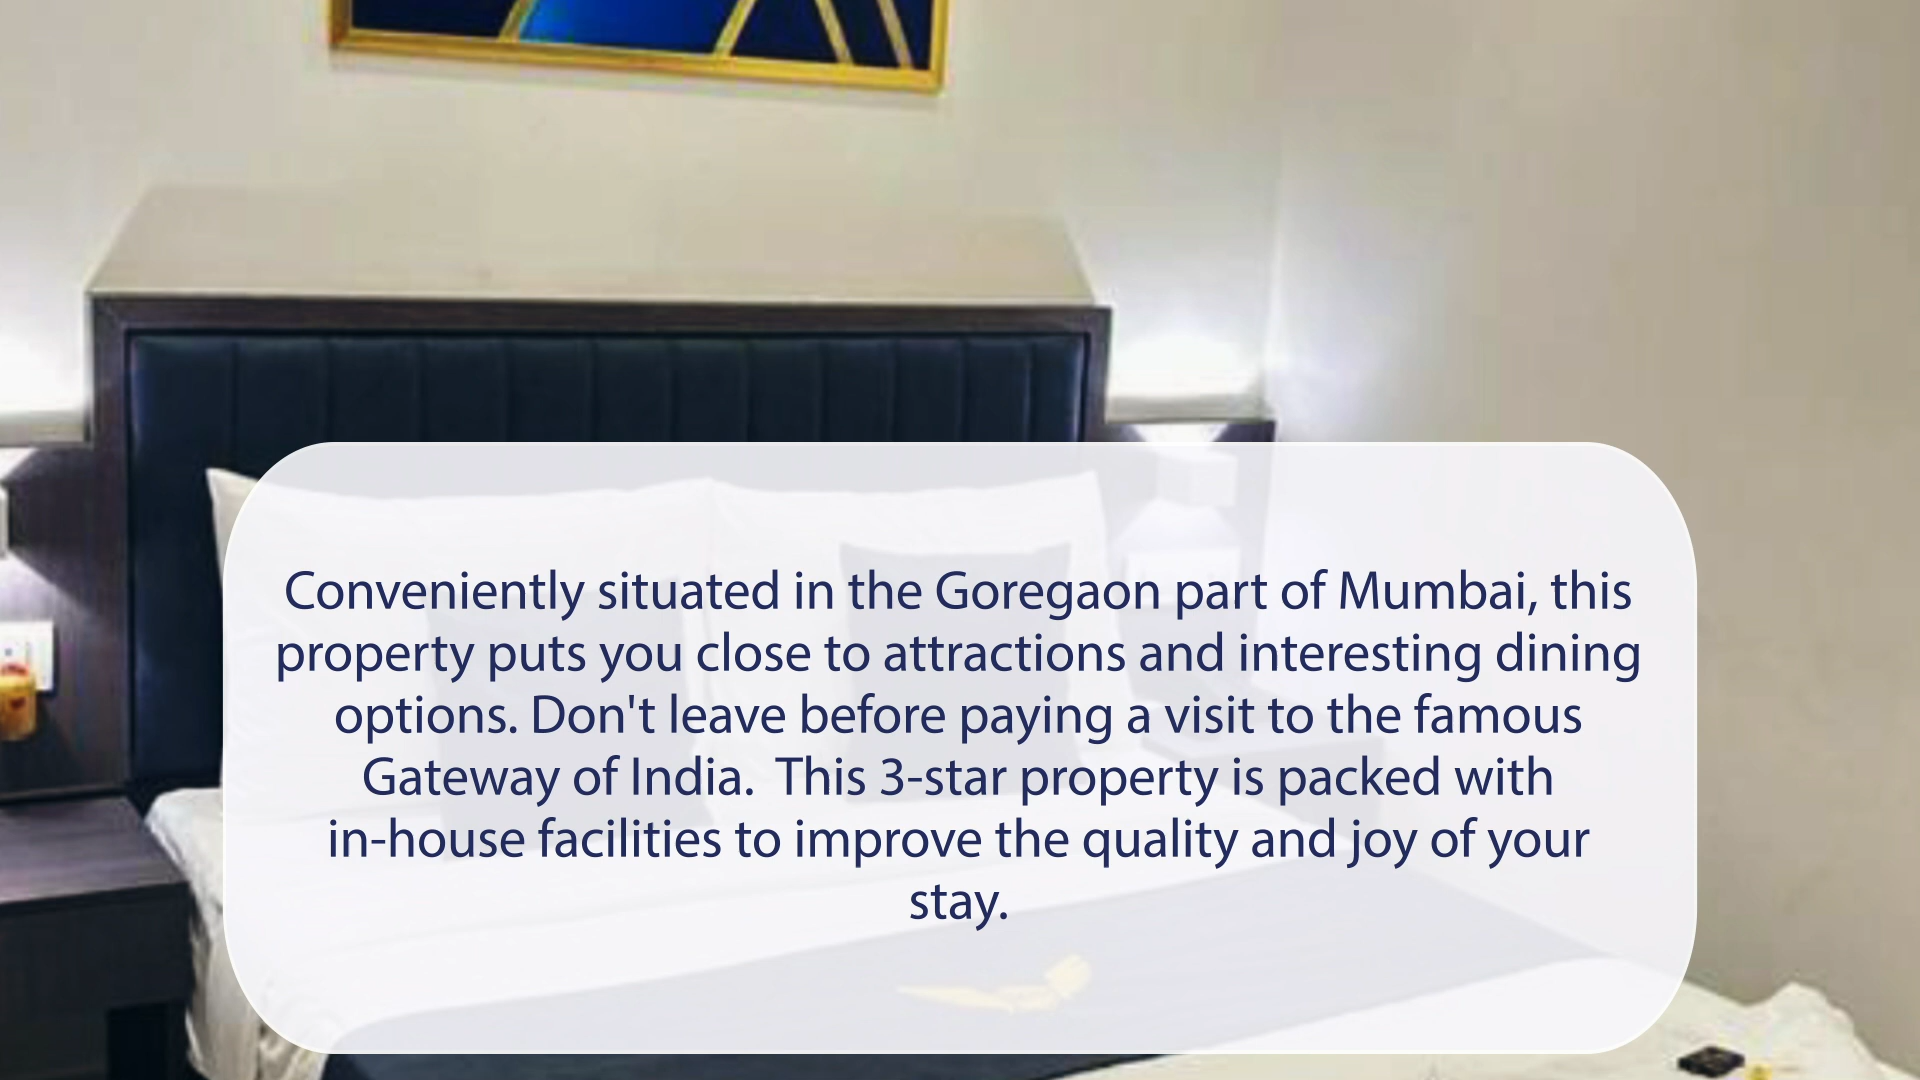 Conveniently situated in the Goregaon part of Mumbai, this
property puts you close to attractions and interesting dining
options. Don't leave before paying a visit to the famous
Gateway of India.  This 3-star property is packed with
in-house facilities to improve the quality and joy of your
stay.